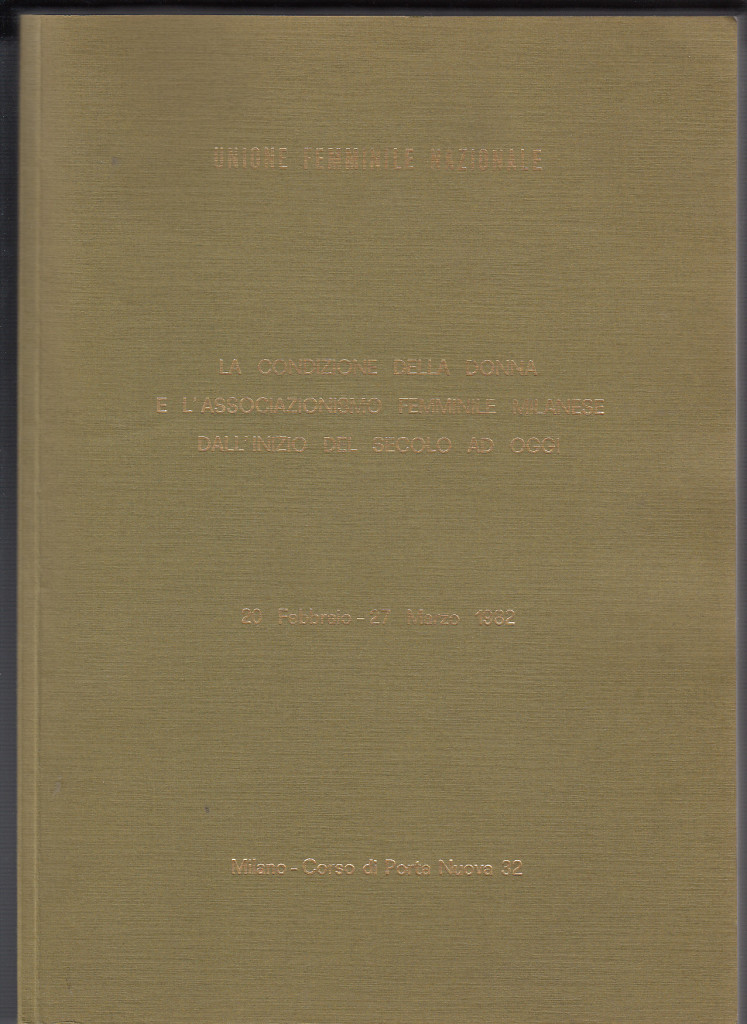 UNIONE FEMMINILE NAZIONALE
LA CONDIZIONE DELLA DONNA
E L'ASSOCIAZIONISMO FEMMINILE MILANESE
DALL'INIZIO DEL SECOLO AD OGGI
20 Febbraio - 27 Marzo 1982
Milano - Corso di Porta Nuova 32